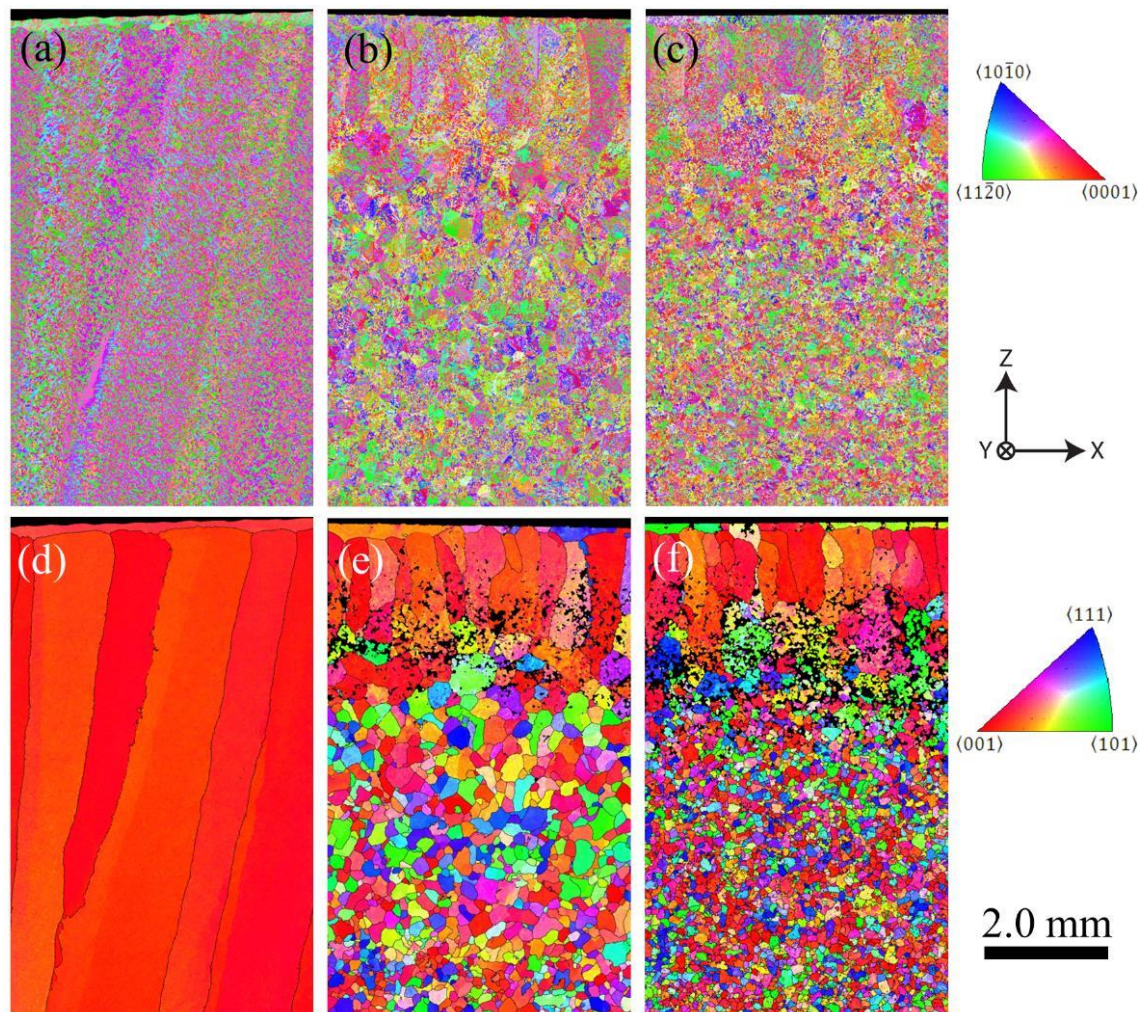 (a)
(b)
(c)
⟨101̅0⟩
⟨112̅0⟩
⟨0001⟩
Z
Y
X
(d)
(e)
(f)
⟨111⟩
⟨001⟩
⟨101⟩
2.0 mm